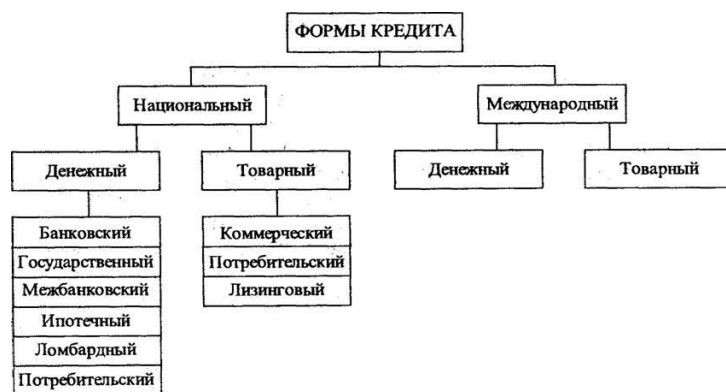 ФОРМЫ КРЕДИТА
Национальный
Международный
Денежный
Товарный
Денежный
Товарный
Банковский
Государственный
Межбанковский
Ипотечный
Ломбардный
Потребительский
Коммерческий
Потребительский
Лизинговый